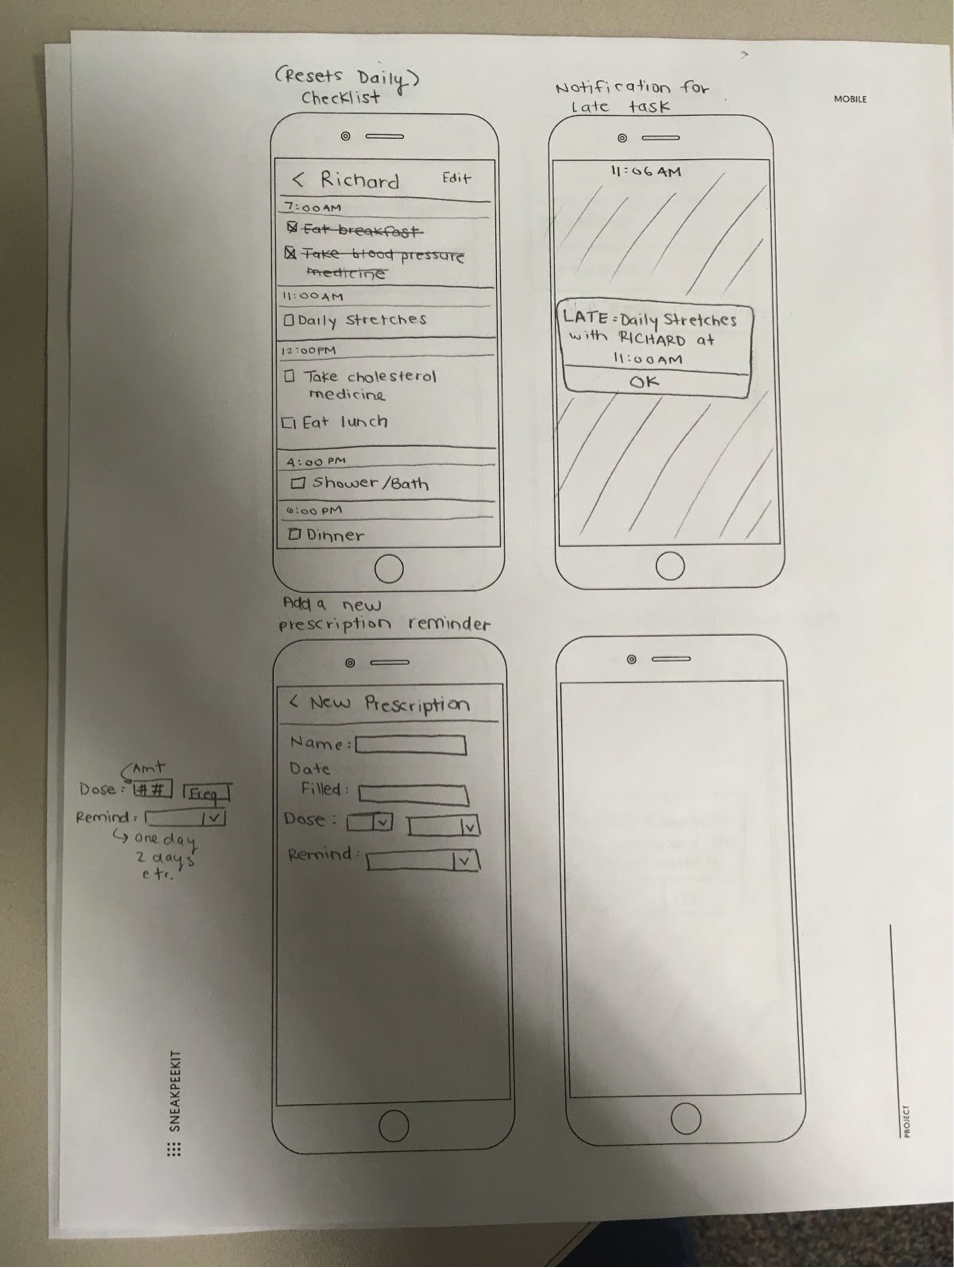 (Resets Daily)
Checklist
< Richard Edit
7:00AM
Eat breakfast
Take blood pressure
medicine
11:00AM
Daily Stretches
12:00PM
Take cholesterol
medicine
Eat lunch
4:00 PM
Shower/Bath
6:00 PM
Dinner
Notification for
Late task
11:06 AM
LATE: Daily Stretches
with RICHARD at
11:00AM
OK
MOBILE
Add a new
prescription reminder
< New Prescription
Name:
Date
Filled:
Dose:
Remind:
Amt
Dose: ## Freq
Remind:
↳ one day
2 days
etc.
SNEAKPEEKIT
PROJECT